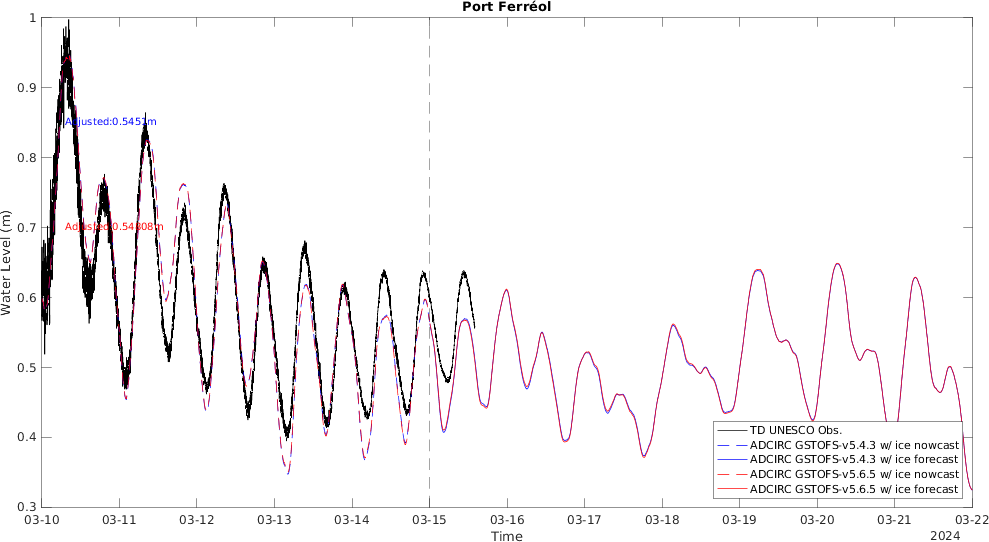 Port Ferréol
1
0.9
0.8
0.7
0.6
0.5
0.4
0.3
Water Level (m)
Adjusted:0.5451m
Adjusted:0.54808m
TD UNESCO Obs.
ADCIRC GSTOFS-v5.4.3 w/ ice nowcast
ADCIRC GSTOFS-v5.4.3 w/ ice forecast
ADCIRC GSTOFS-v5.6.5 w/ ice nowcast
ADCIRC GSTOFS-v5.6.5 w/ ice forecast
03-10 03-11 03-12 03-13 03-14 03-15 03-16 03-17 03-18 03-19 03-20 03-21 03-22
Time
2024